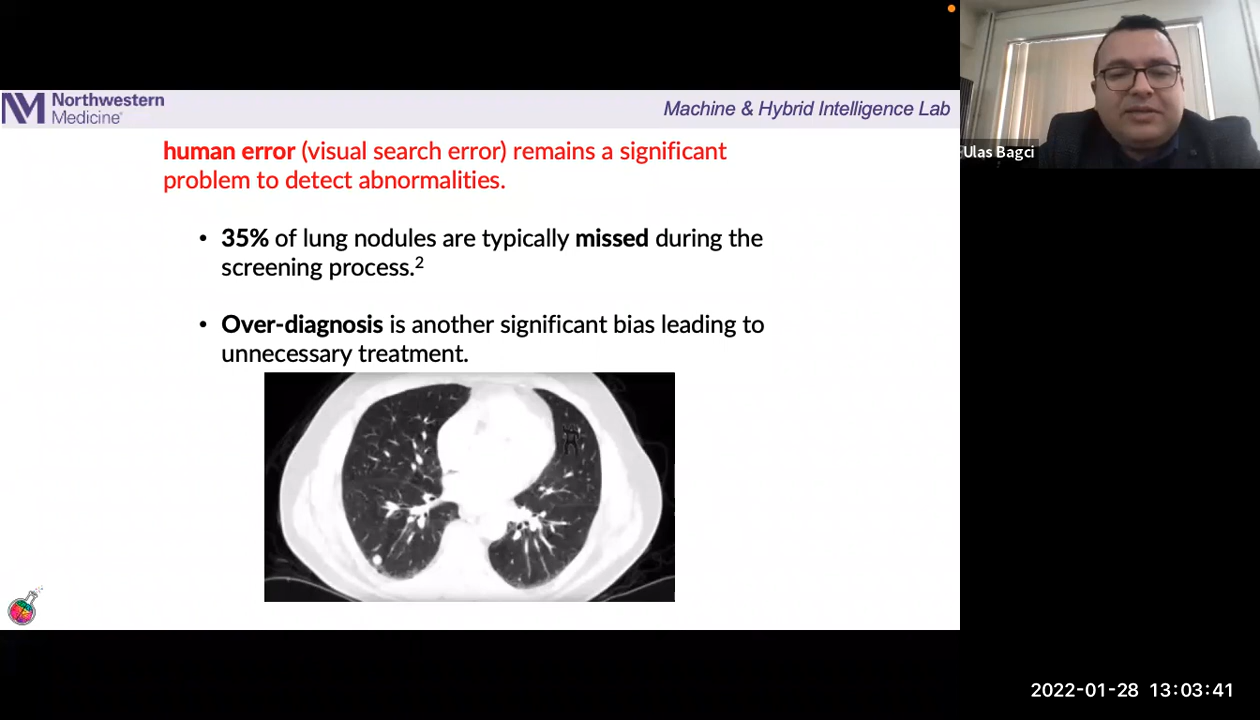 Northwestern
Medicine®
Machine & Hybrid Intelligence Lab
human error (visual search error) remains a significant
problem to detect abnormalities.
• 35% of lung nodules are typically missed during the
screening process.2
• Over-diagnosis is another significant bias leading to
unnecessary treatment.
Ulas Bagci
2022-01-28 13:03:41